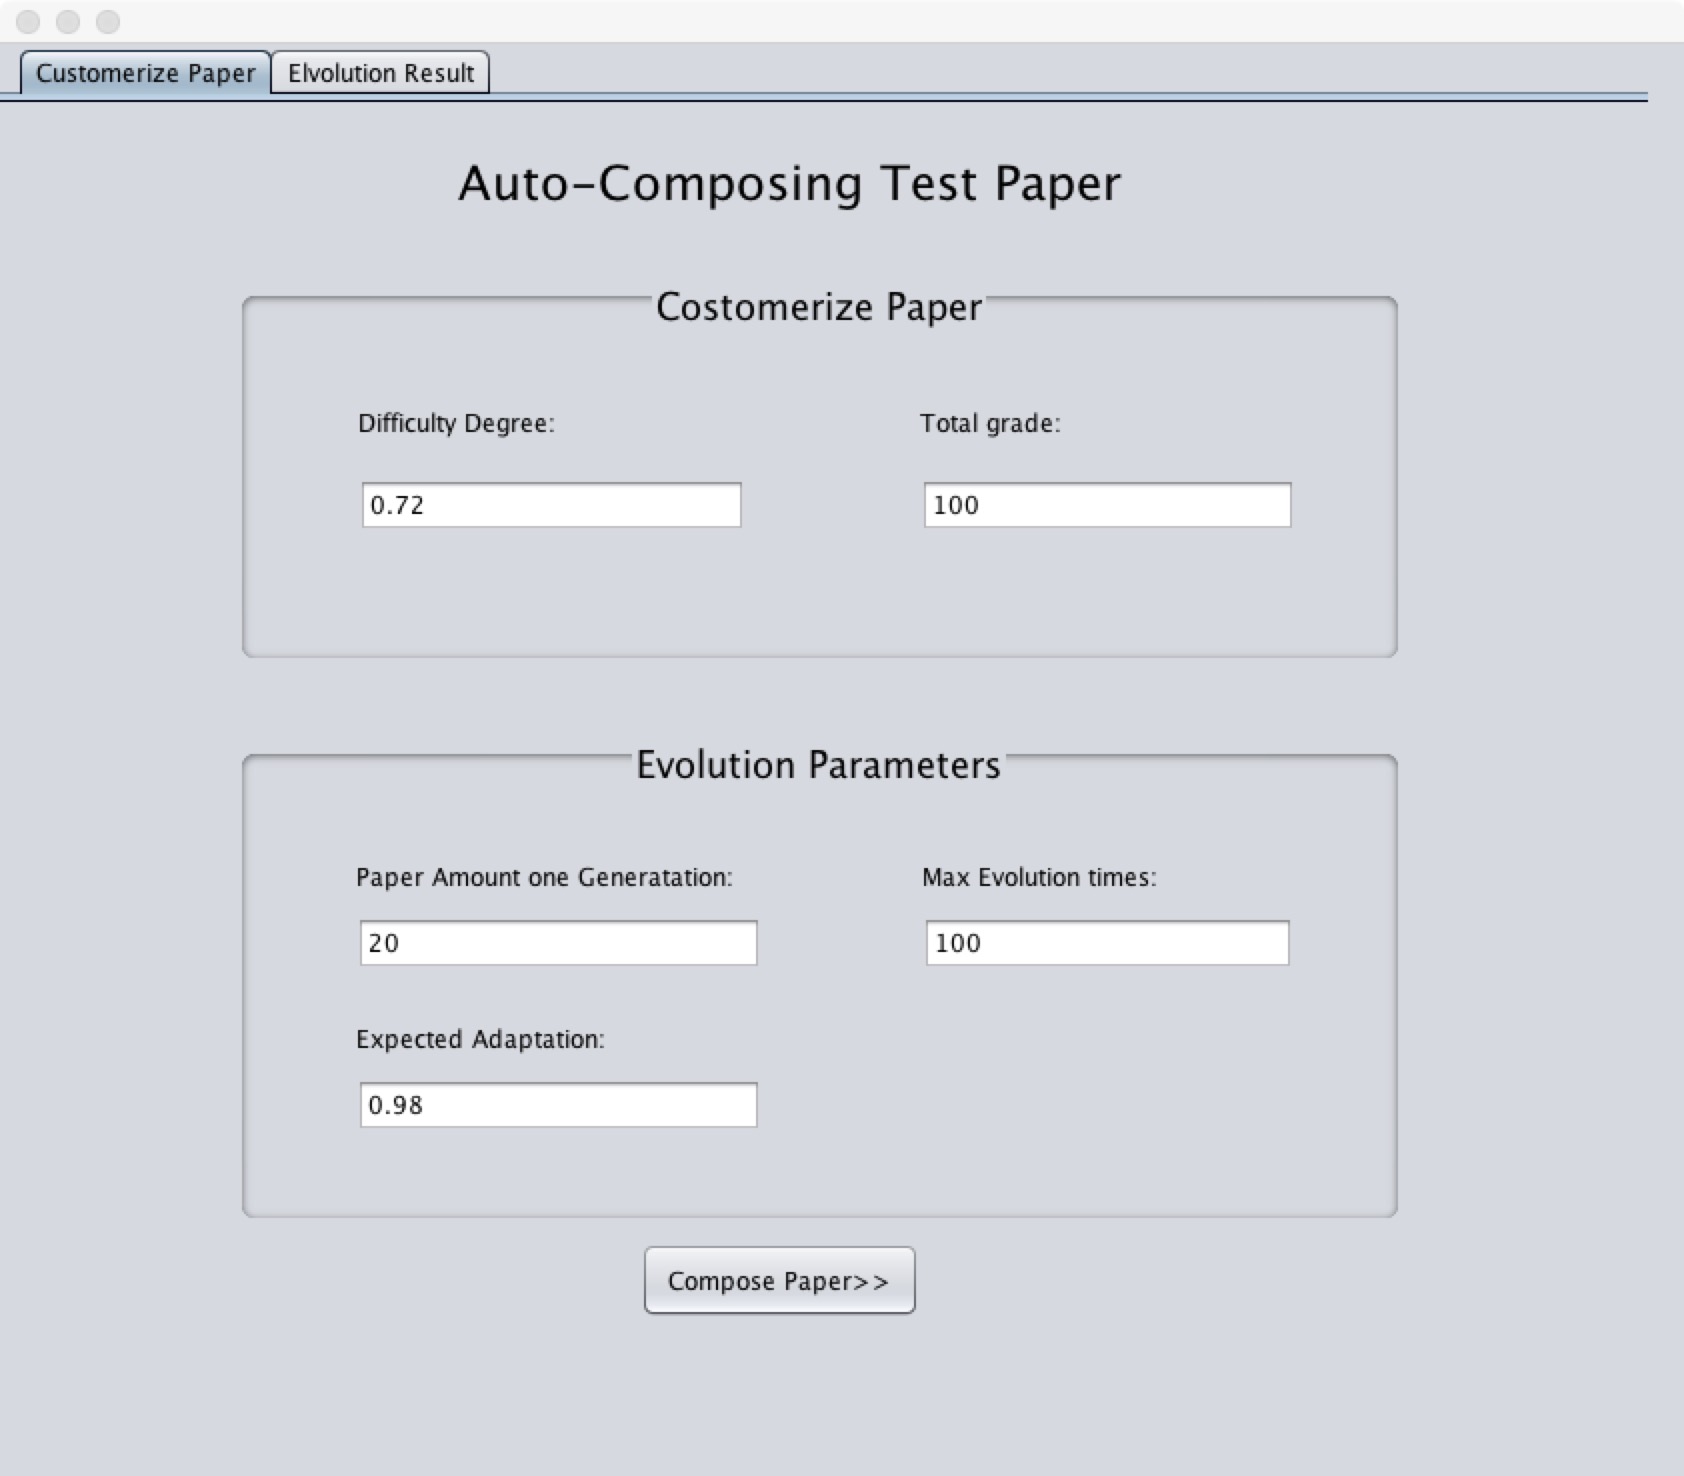 Customerize Paper Elvolution Result
Auto-Composing Test Paper
Costomerize Paper
Difficulty Degree: Total grade:
0.72 100
Evolution Parameters
Paper Amount one Generatation: Max Evolution times:
20 100
Expected Adaptation:
0.98
Compose Paper>>